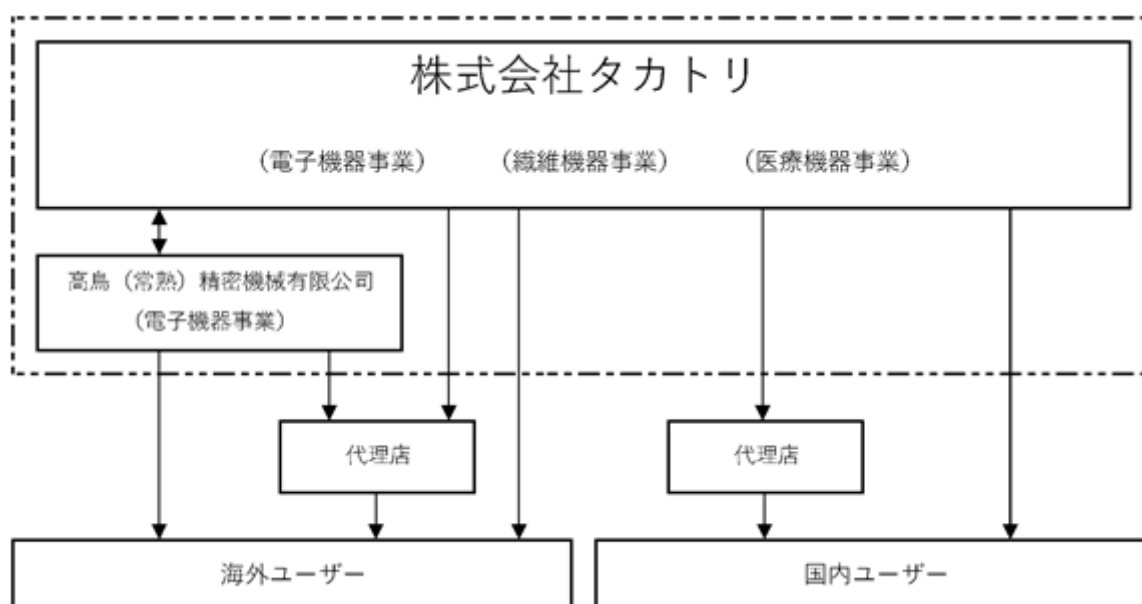 株式会社タカトリ
（電子機器事業） （繊維機器事業） （医療機器事業）
高鳥（常熟）精密機械有限公司
（電子機器事業）
代理店 代理店
海外ユーザー 国内ユーザー